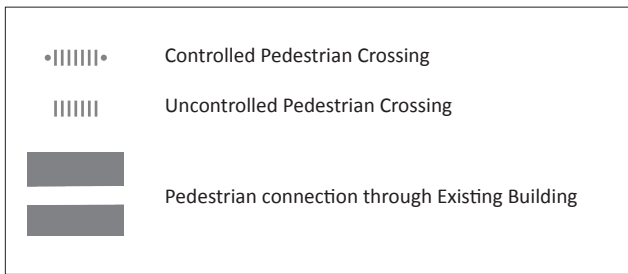 Controlled Pedestrian Crossing
Uncontrolled Pedestrian Crossing
Pedestrian connection through Existing Building